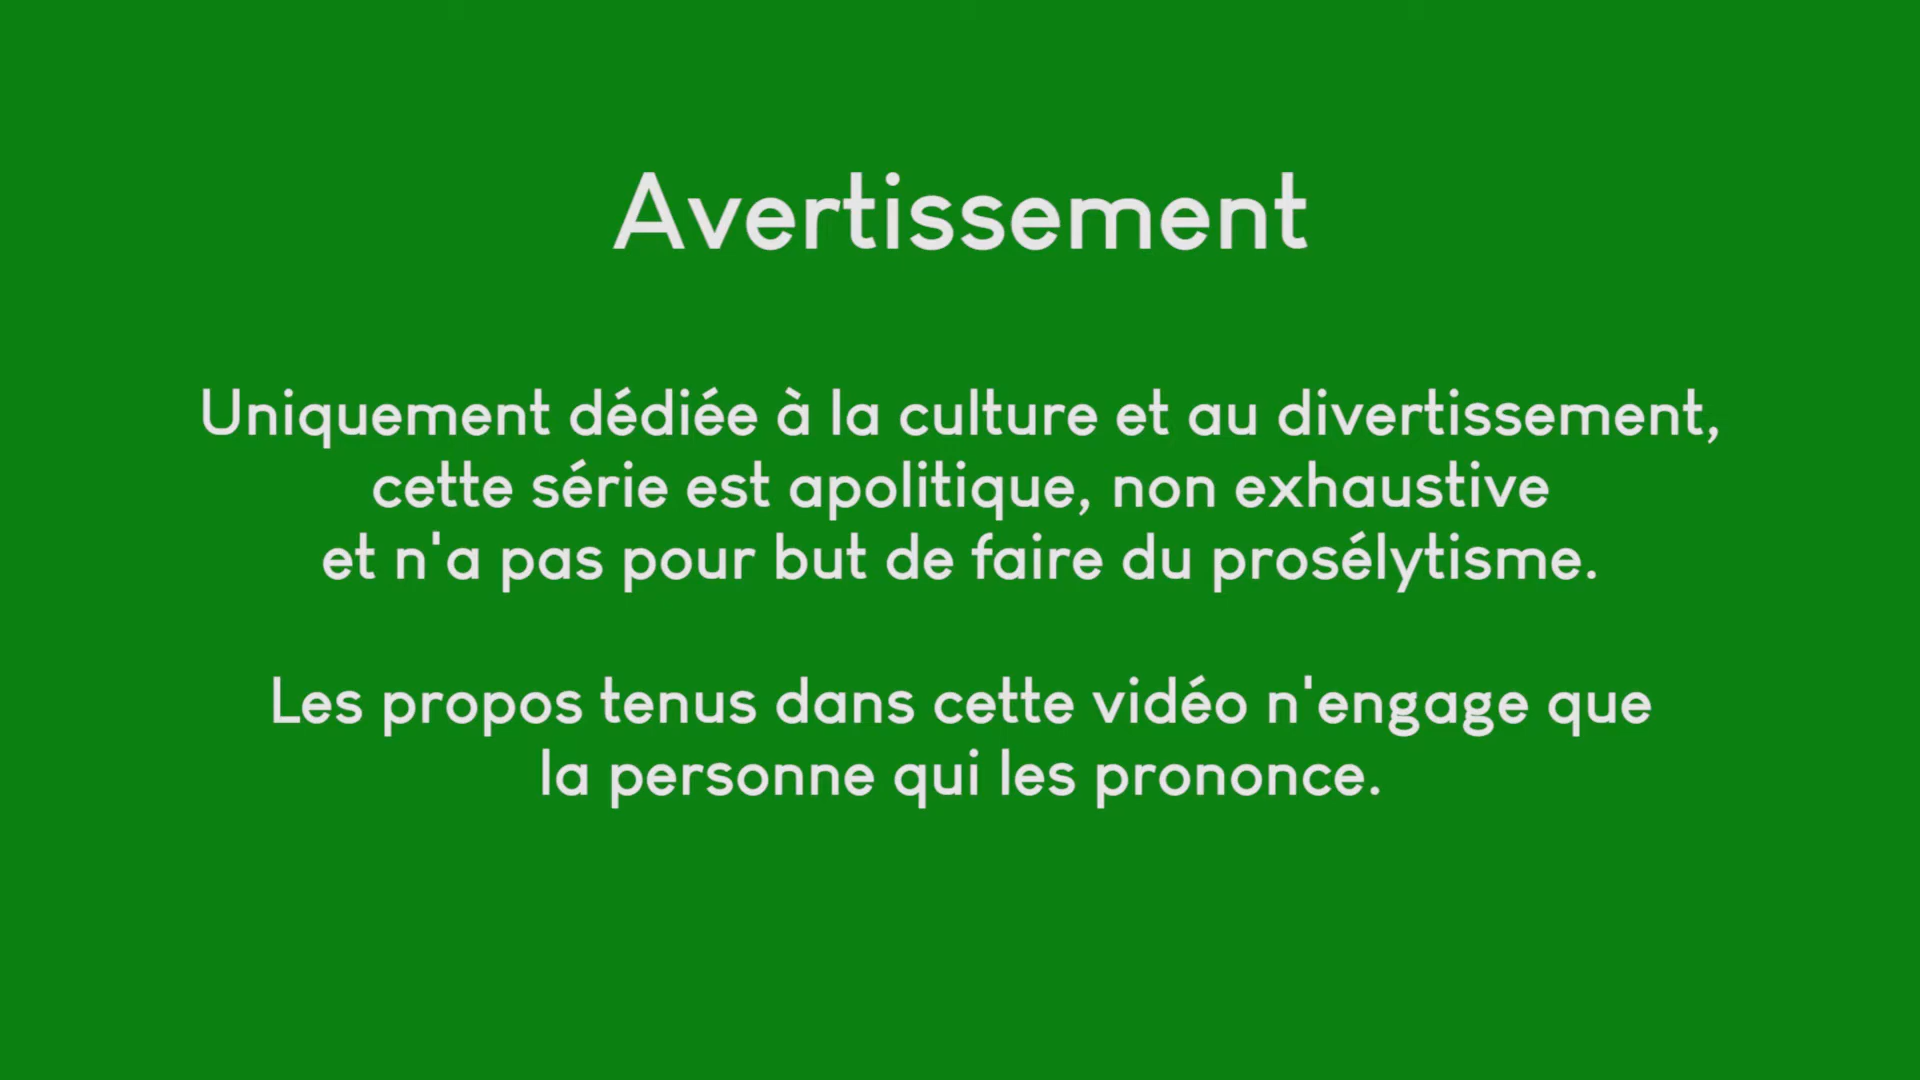 Avertissement
Uniquement dédiée à la culture et au divertissement,
cette série est apolitique, non exhaustive
et n'a pas pour but de faire du prosélytisme.
Les propos tenus dans cette vidéo n'engage que
la personne qui les prononce.